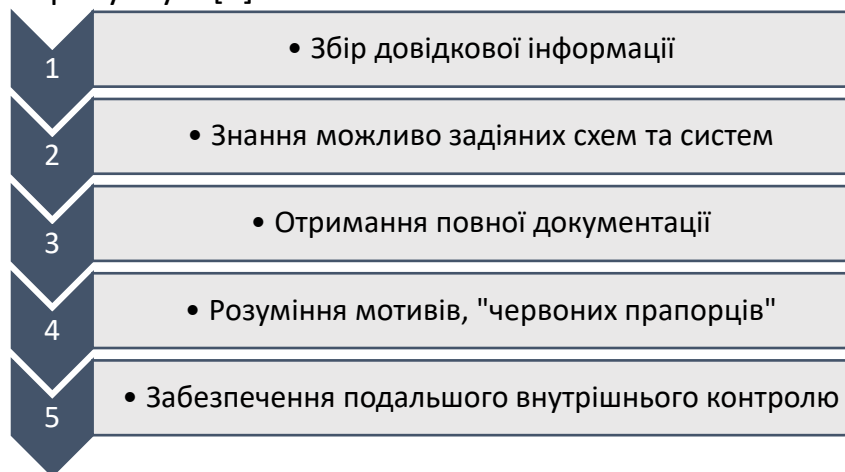 1
• Збір довідкової інформації
2
• Знання можливо задіяних схем та систем
3
• Отримання повної документації
4
• Розуміння мотивів, "червоних прапорців"
5
• Забезпечення подальшого внутрішнього контролю